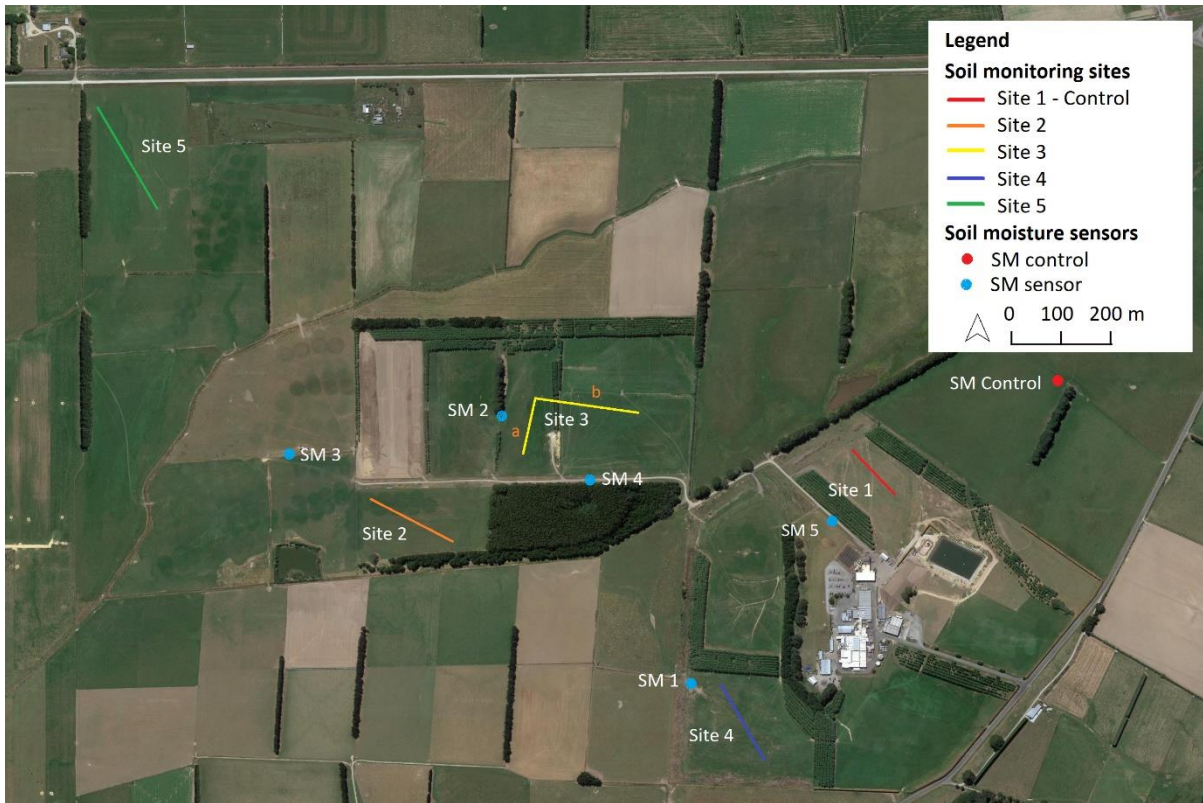 Legend
Soil monitoring sites
Site 1 - Control
Site 2
Site 3
Site 4
Site 5
Soil moisture sensors
SM control
SM sensor
0 100 200 m
Site 5
SM Control
b
SM 2
a
Site 3
SM 3
SM 4
Site 1
SM 5
Site 2
SM 1
Site 4